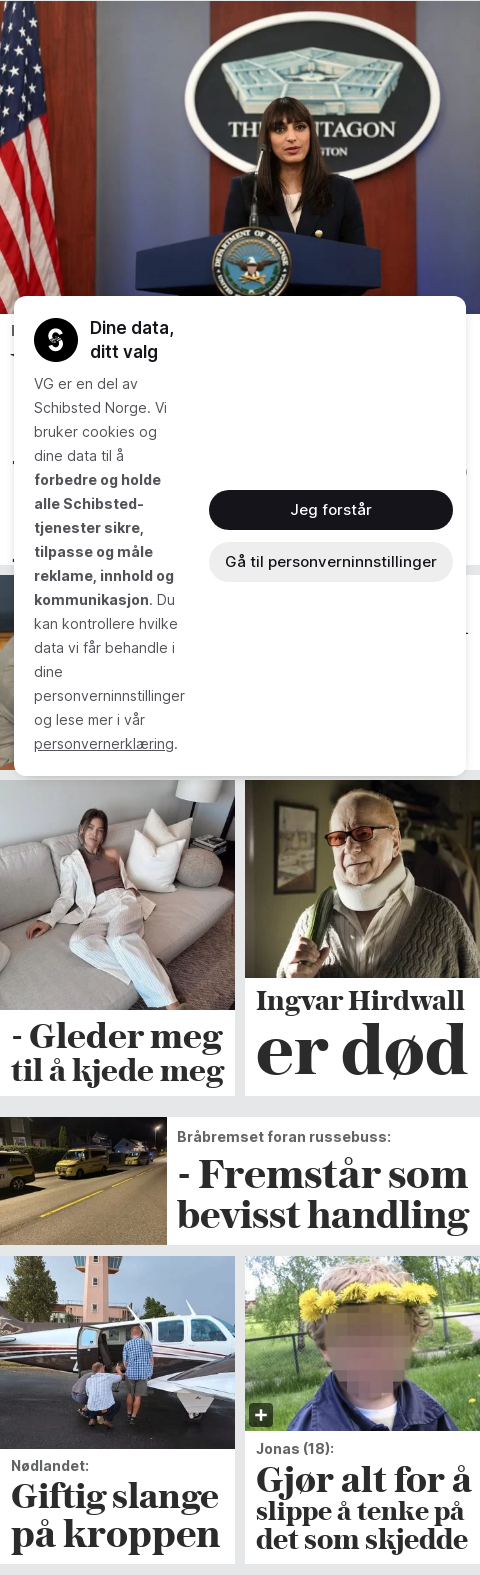 THE PENTAGON
Dine data,
ditt valg
VG er en del av
Schibsted Norge. Vi
bruker cookies og
dine data til å
forbedre og holde
alle Schibsted-
tjenester sikre,
tilpasse og måle
reklame, innhold og
kommunikasjon. Du
kan kontrollere hvilke
data vi får behandle i
dine
personverninnstillinger
og lese mer i vår
personvernerklæring.
Jeg forstår
Gå til personverninnstillinger
- Gleder meg
til å kjede meg
Ingvar Hirdwall
er død
Bråbremset foran russebuss:
- Fremstår som
bevisst handling
Nødlandet:
Giftig slange
på kroppen
Jonas (18):
Gjør alt for å
slippe å tenke på
det som skjedde